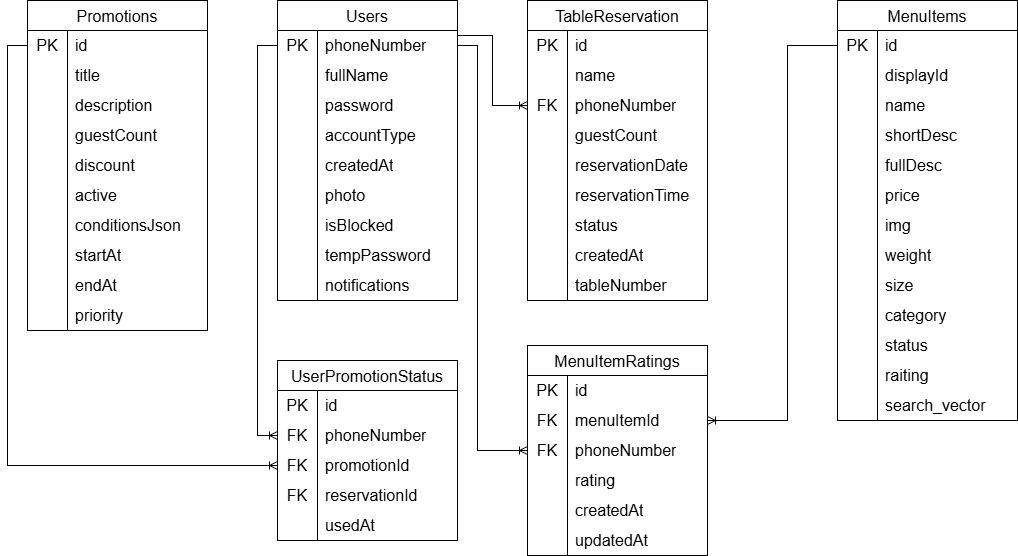 Promotions
PK id
title
description
guestCount
discount
active
conditionsJson
startAt
endAt
priority
Users
PK phoneNumber
fullName
password
accountType
createdAt
photo
isBlocked
tempPassword
notifications
TableReservation
PK id
name
FK phoneNumber
guestCount
reservationDate
reservationTime
status
createdAt
tableNumber
MenuItems
PK id
displayId
name
shortDesc
fullDesc
price
img
weight
size
category
status
raiting
search_vector
UserPromotionStatus
PK id
FK phoneNumber
FK promotionId
FK reservationId
usedAt
MenuItemRatings
PK id
FK menuItemId
FK phoneNumber
rating
createdAt
updatedAt